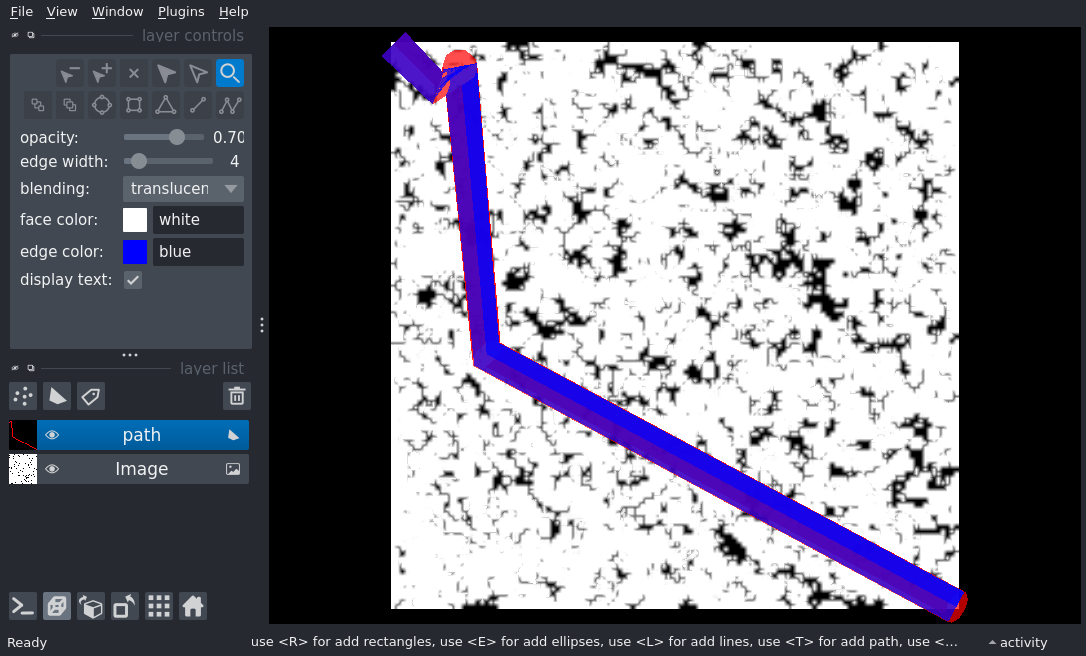 File View Window Plugins Help
layer controls
opacity: 0.70
edge width: 4
blending: translucen
face color: white
edge color: blue
display text:
layer list
path
Image
Ready
use <R> for add rectangles, use <E> for add ellipses, use <L> for add lines, use <T> for add path, use <...
activity